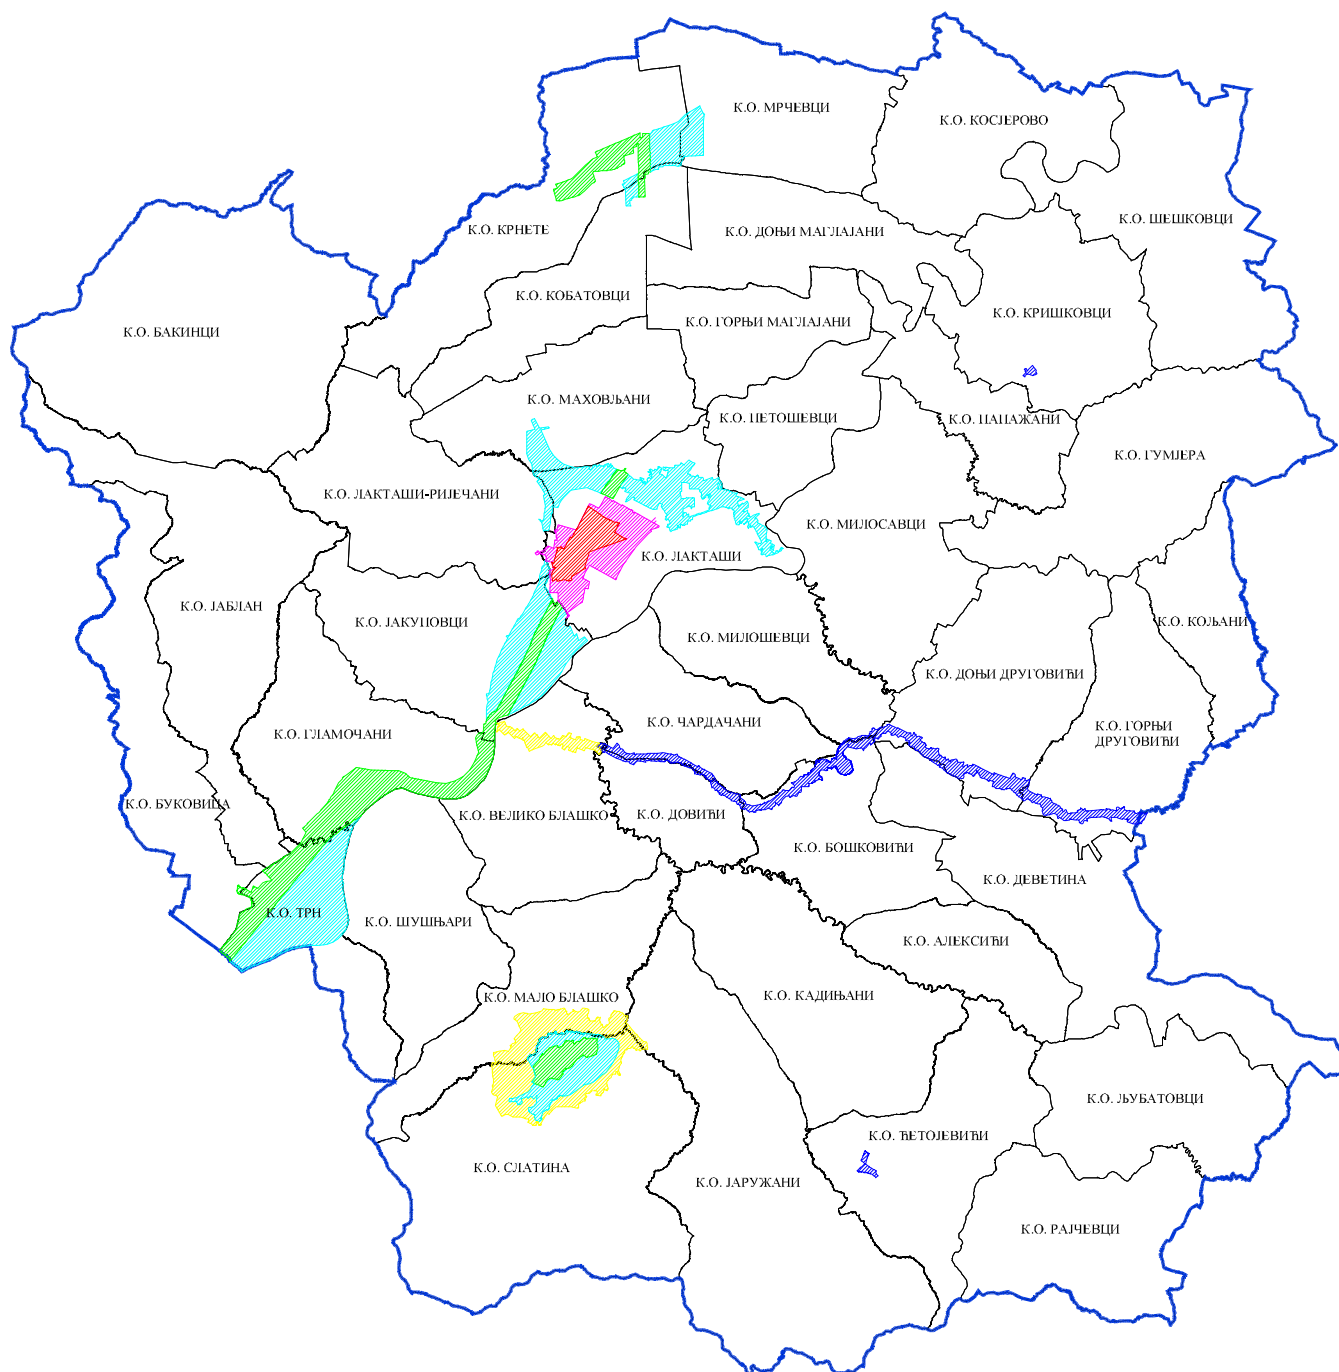 К.О. МРЧЕВЦИ
К.О. КОСЈЕРОВО
К.О. ШЕШКОВЦИ
К.О. КРНЕТЕ
К.О. ДОЊИ МАГЛАЈАНИ
К.О. КОБАТОВЦИ
К.О. ГОРЊИ МАГЛАЈАНИ
К.О. КРИШКОВЦИ
К.О. БАКИНЦИ
К.О. МАХОВЉАНИ
К.О. ПЕТОШЕВЦИ
К.О. ПАПАЖАНИ
К.О. ГУМЈЕРА
К.О. ЛАКТАШИ-РИЈЕЧАНИ
К.О. МИЛОСАВЦИ
К.О. ЛАКТАШИ
К.О. ЈАБЛАН
К.О. ЈАКУПОВЦИ
К.О. КОЉАНИ
К.О. МИЛОШЕВЦИ
К.О. ДОЊИ ДРУГОВИЋИ
К.О. ЧАРДАЧАНИ
К.О. ГОРЊИ
ДРУГОВИЋИ
К.О. ГЛАМОЧАНИ
К.О. БУКОВИЦА
К.О. ВЕЛИКО БЛАШКО
К.О. ДОВИЋИ
К.О. БОШКОВИЋИ
К.О. ДЕВЕТИНА
К.О. ТРН
К.О. ШУШЊАРИ
К.О. АЛЕКСИЋИ
К.О. МАЛО БЛАШКО
К.О. КАДИЊАНИ
К.О. ЉУБАТОВЦИ
К.О. ЋЕТОЈЕВИЋИ
К.О. СЛАТИНА
К.О. ЈАРУЖАНИ
К.О. РАЈЧЕВЦИ